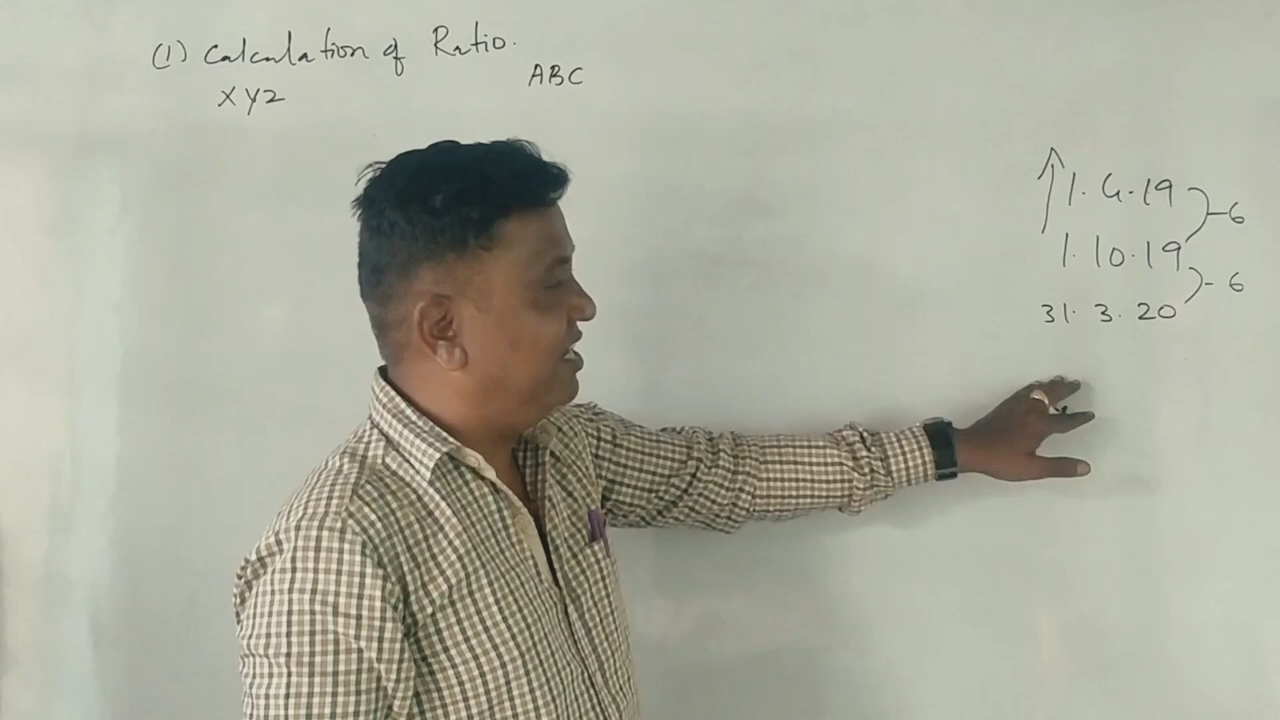 (1) Calculation of Ratio.
XYZ
ABC
1.4.19
6
1.10.19
6
31.3.20